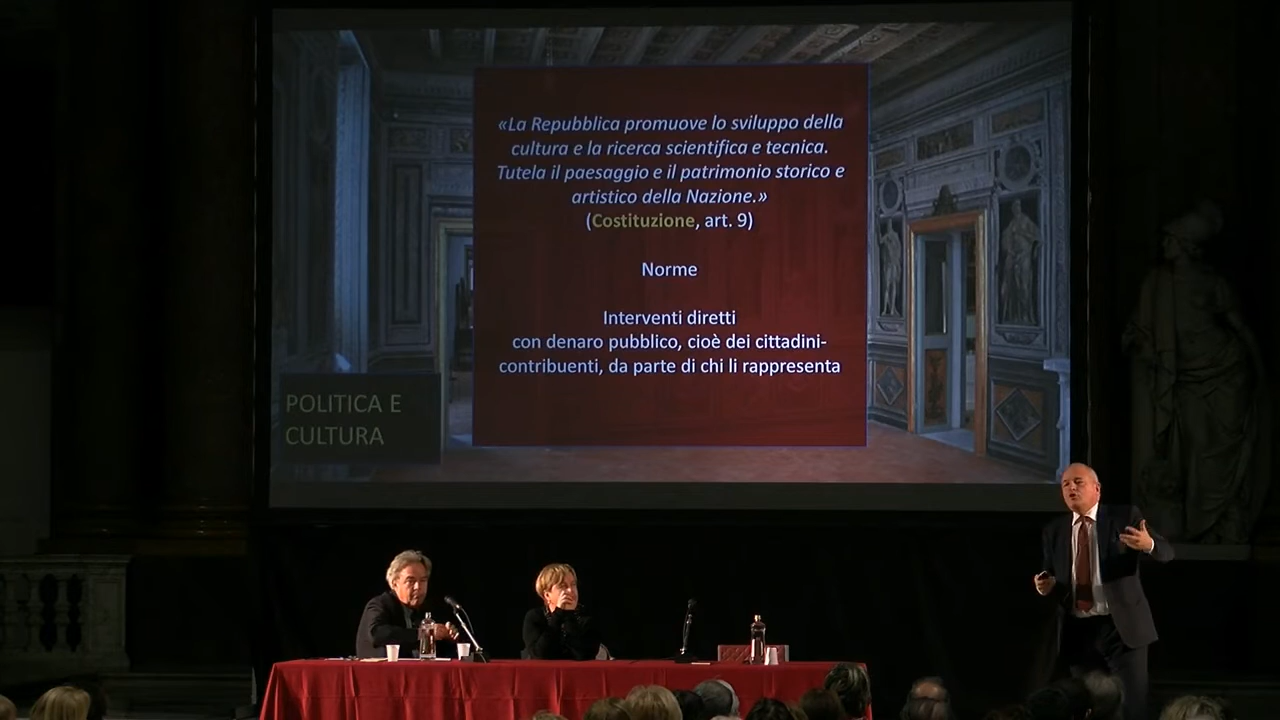 «La Repubblica promuove lo sviluppo della
cultura e la ricerca scientifica e tecnica.
Tutela il paesaggio e il patrimonio storico e
artistico della Nazione.»
(Costituzione, art. 9)
Norme
Interventi diretti
con denaro pubblico, cioè dei cittadini-
contribuenti, da parte di chi li rappresenta
POLITICA E
CULTURA